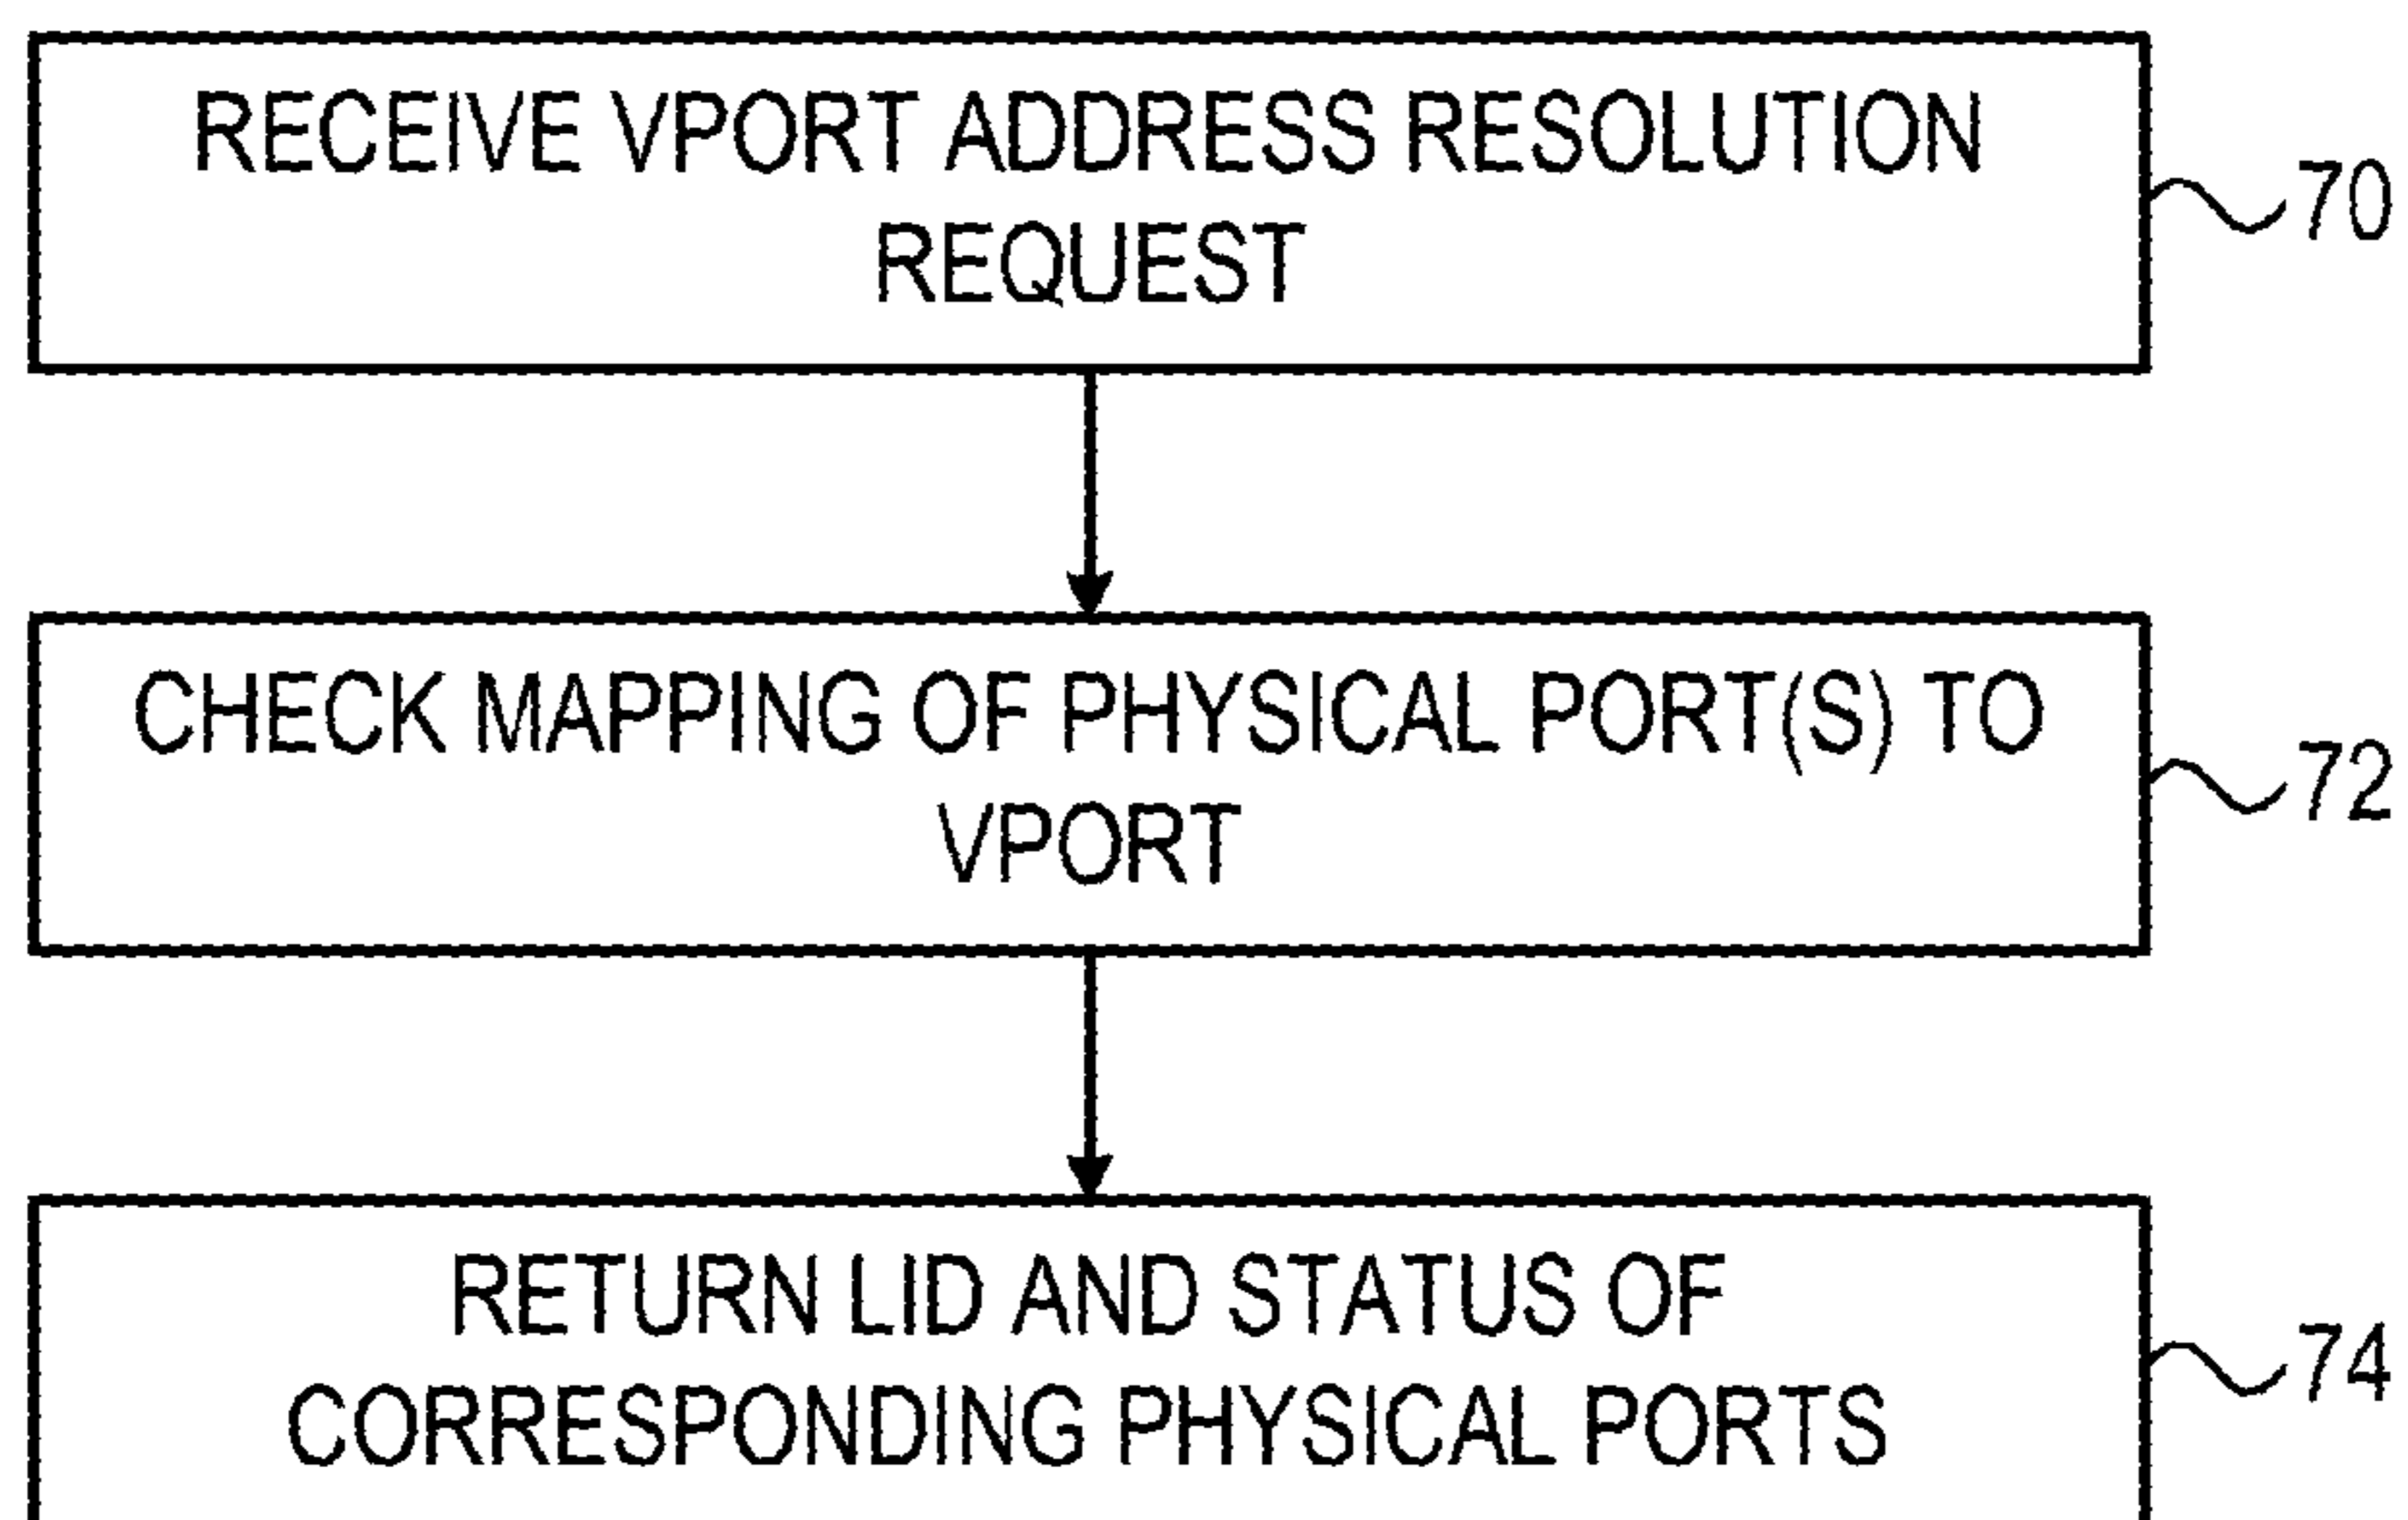 RECEIVE VPORT ADDRESS RESOLUTION
REQUEST
70
CHECK MAPPING OF PHYSICAL PORT(S) TO
VPORT
72
RETURN LID AND STATUS OF
CORRESPONDING PHYSICAL PORTS
74